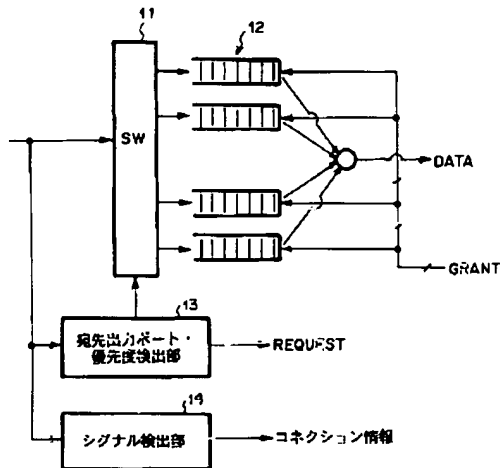 11
12
SW
DATA
GRANT
13
宛先出力ポート・
優先度検出部
REQUEST
14
シグナル検出部
コネクション情報